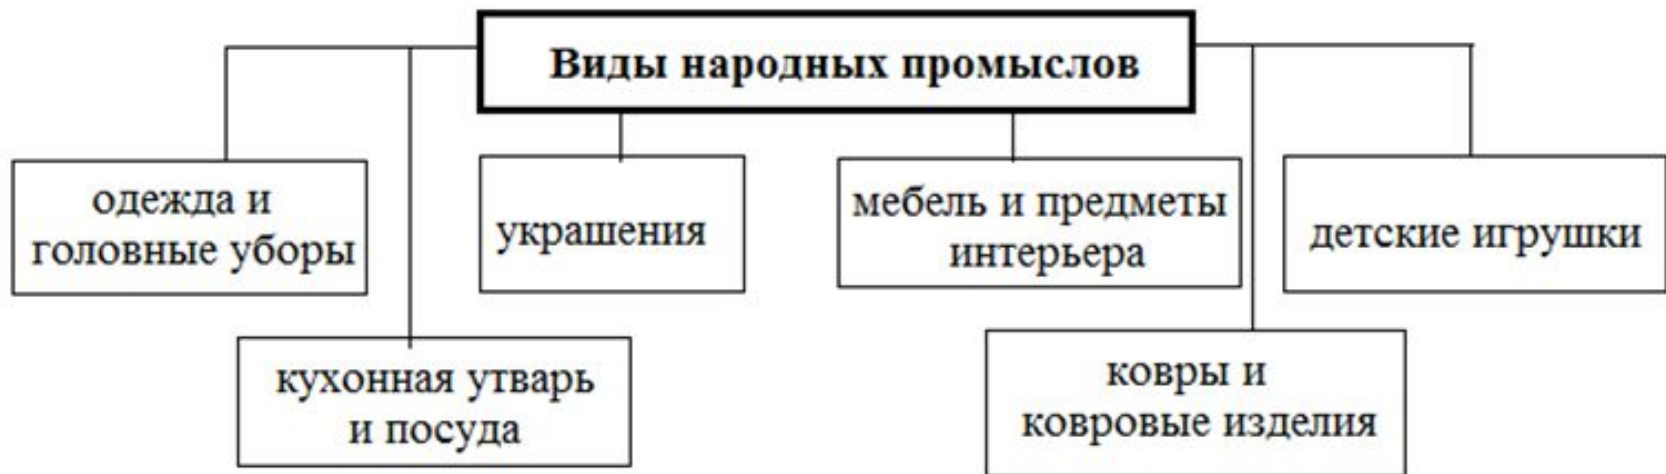 Виды народных промыслов
одежда и
головные уборы
украшения
мебель и предметы
интерьера
детские игрушки
кухонная утварь
и посуда
ковры и
ковровые изделия